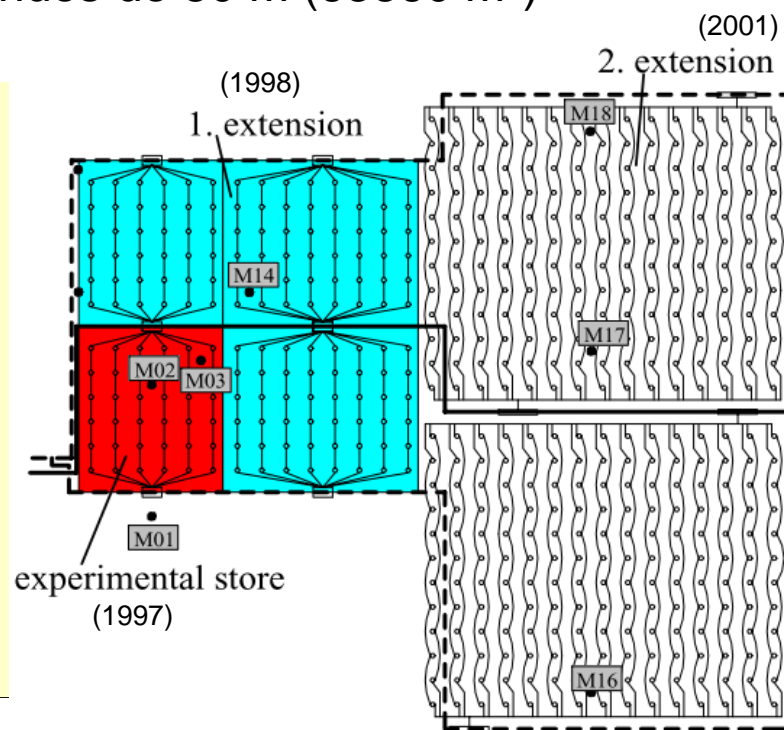 (2001)
2. extension
(1998)
1. extension
M18
M14
M17
M02
M03
M01
experimental store
(1997)
M16